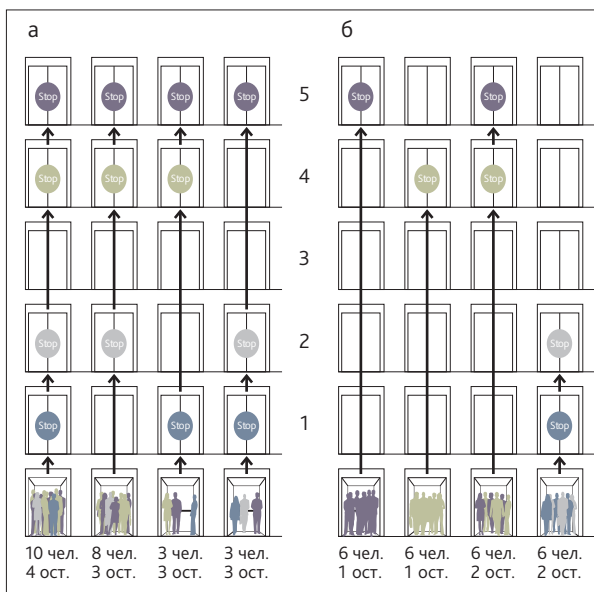 а
б
Stop Stop Stop Stop 5 Stop Stop
Stop Stop Stop 4 Stop Stop
3
Stop Stop Stop 2 Stop
Stop Stop Stop 1 Stop
10 чел. 8 чел. 3 чел. 3 чел. 6 чел. 6 чел. 6 чел. 6 чел.
4 ост. 3 ост. 3 ост. 3 ост. 1 ост. 1 ост. 2 ост. 2 ост.